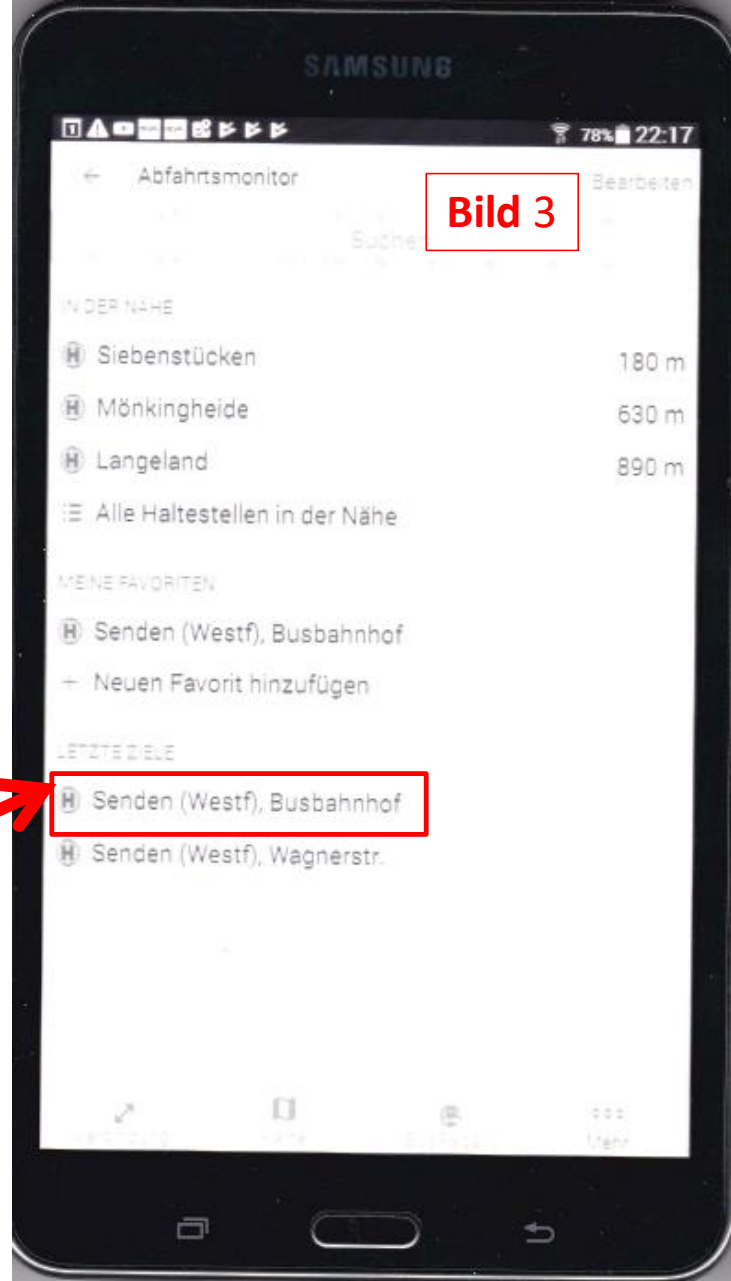 SAMSUNG
78% 22:17
← Abfahrtsmonitor
Bearbeiten
Bild 3
Suchen
IN DER NÄHE
H Siebenstücken 180 m
H Mönkingheide 630 m
H Langeland 890 m
Alle Haltestellen in der Nähe
MEINE FAVORITEN
H Senden (Westf), Busbahnhof
+ Neuen Favorit hinzufügen
LETZTE ZIELE
H Senden (Westf), Busbahnhof
H Senden (Westf), Wagnerstr.
Mehr